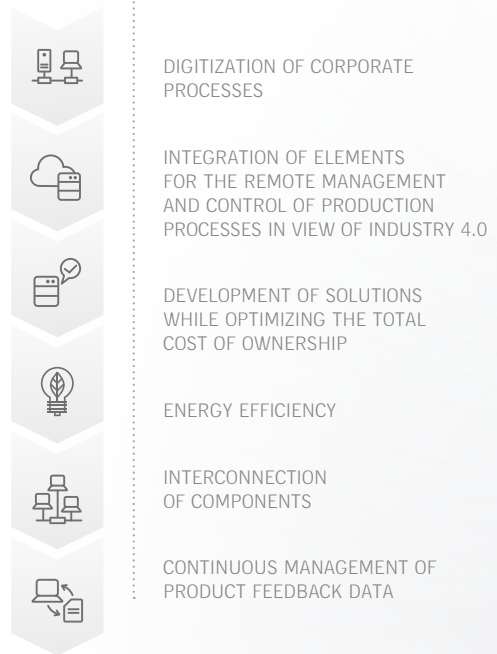 DIGITIZATION OF CORPORATE
PROCESSES
INTEGRATION OF ELEMENTS
FOR THE REMOTE MANAGEMENT
AND CONTROL OF PRODUCTION
PROCESSES IN VIEW OF INDUSTRY 4.0
DEVELOPMENT OF SOLUTIONS
WHILE OPTIMIZING THE TOTAL
COST OF OWNERSHIP
ENERGY EFFICIENCY
INTERCONNECTION
OF COMPONENTS
CONTINUOUS MANAGEMENT OF
PRODUCT FEEDBACK DATA